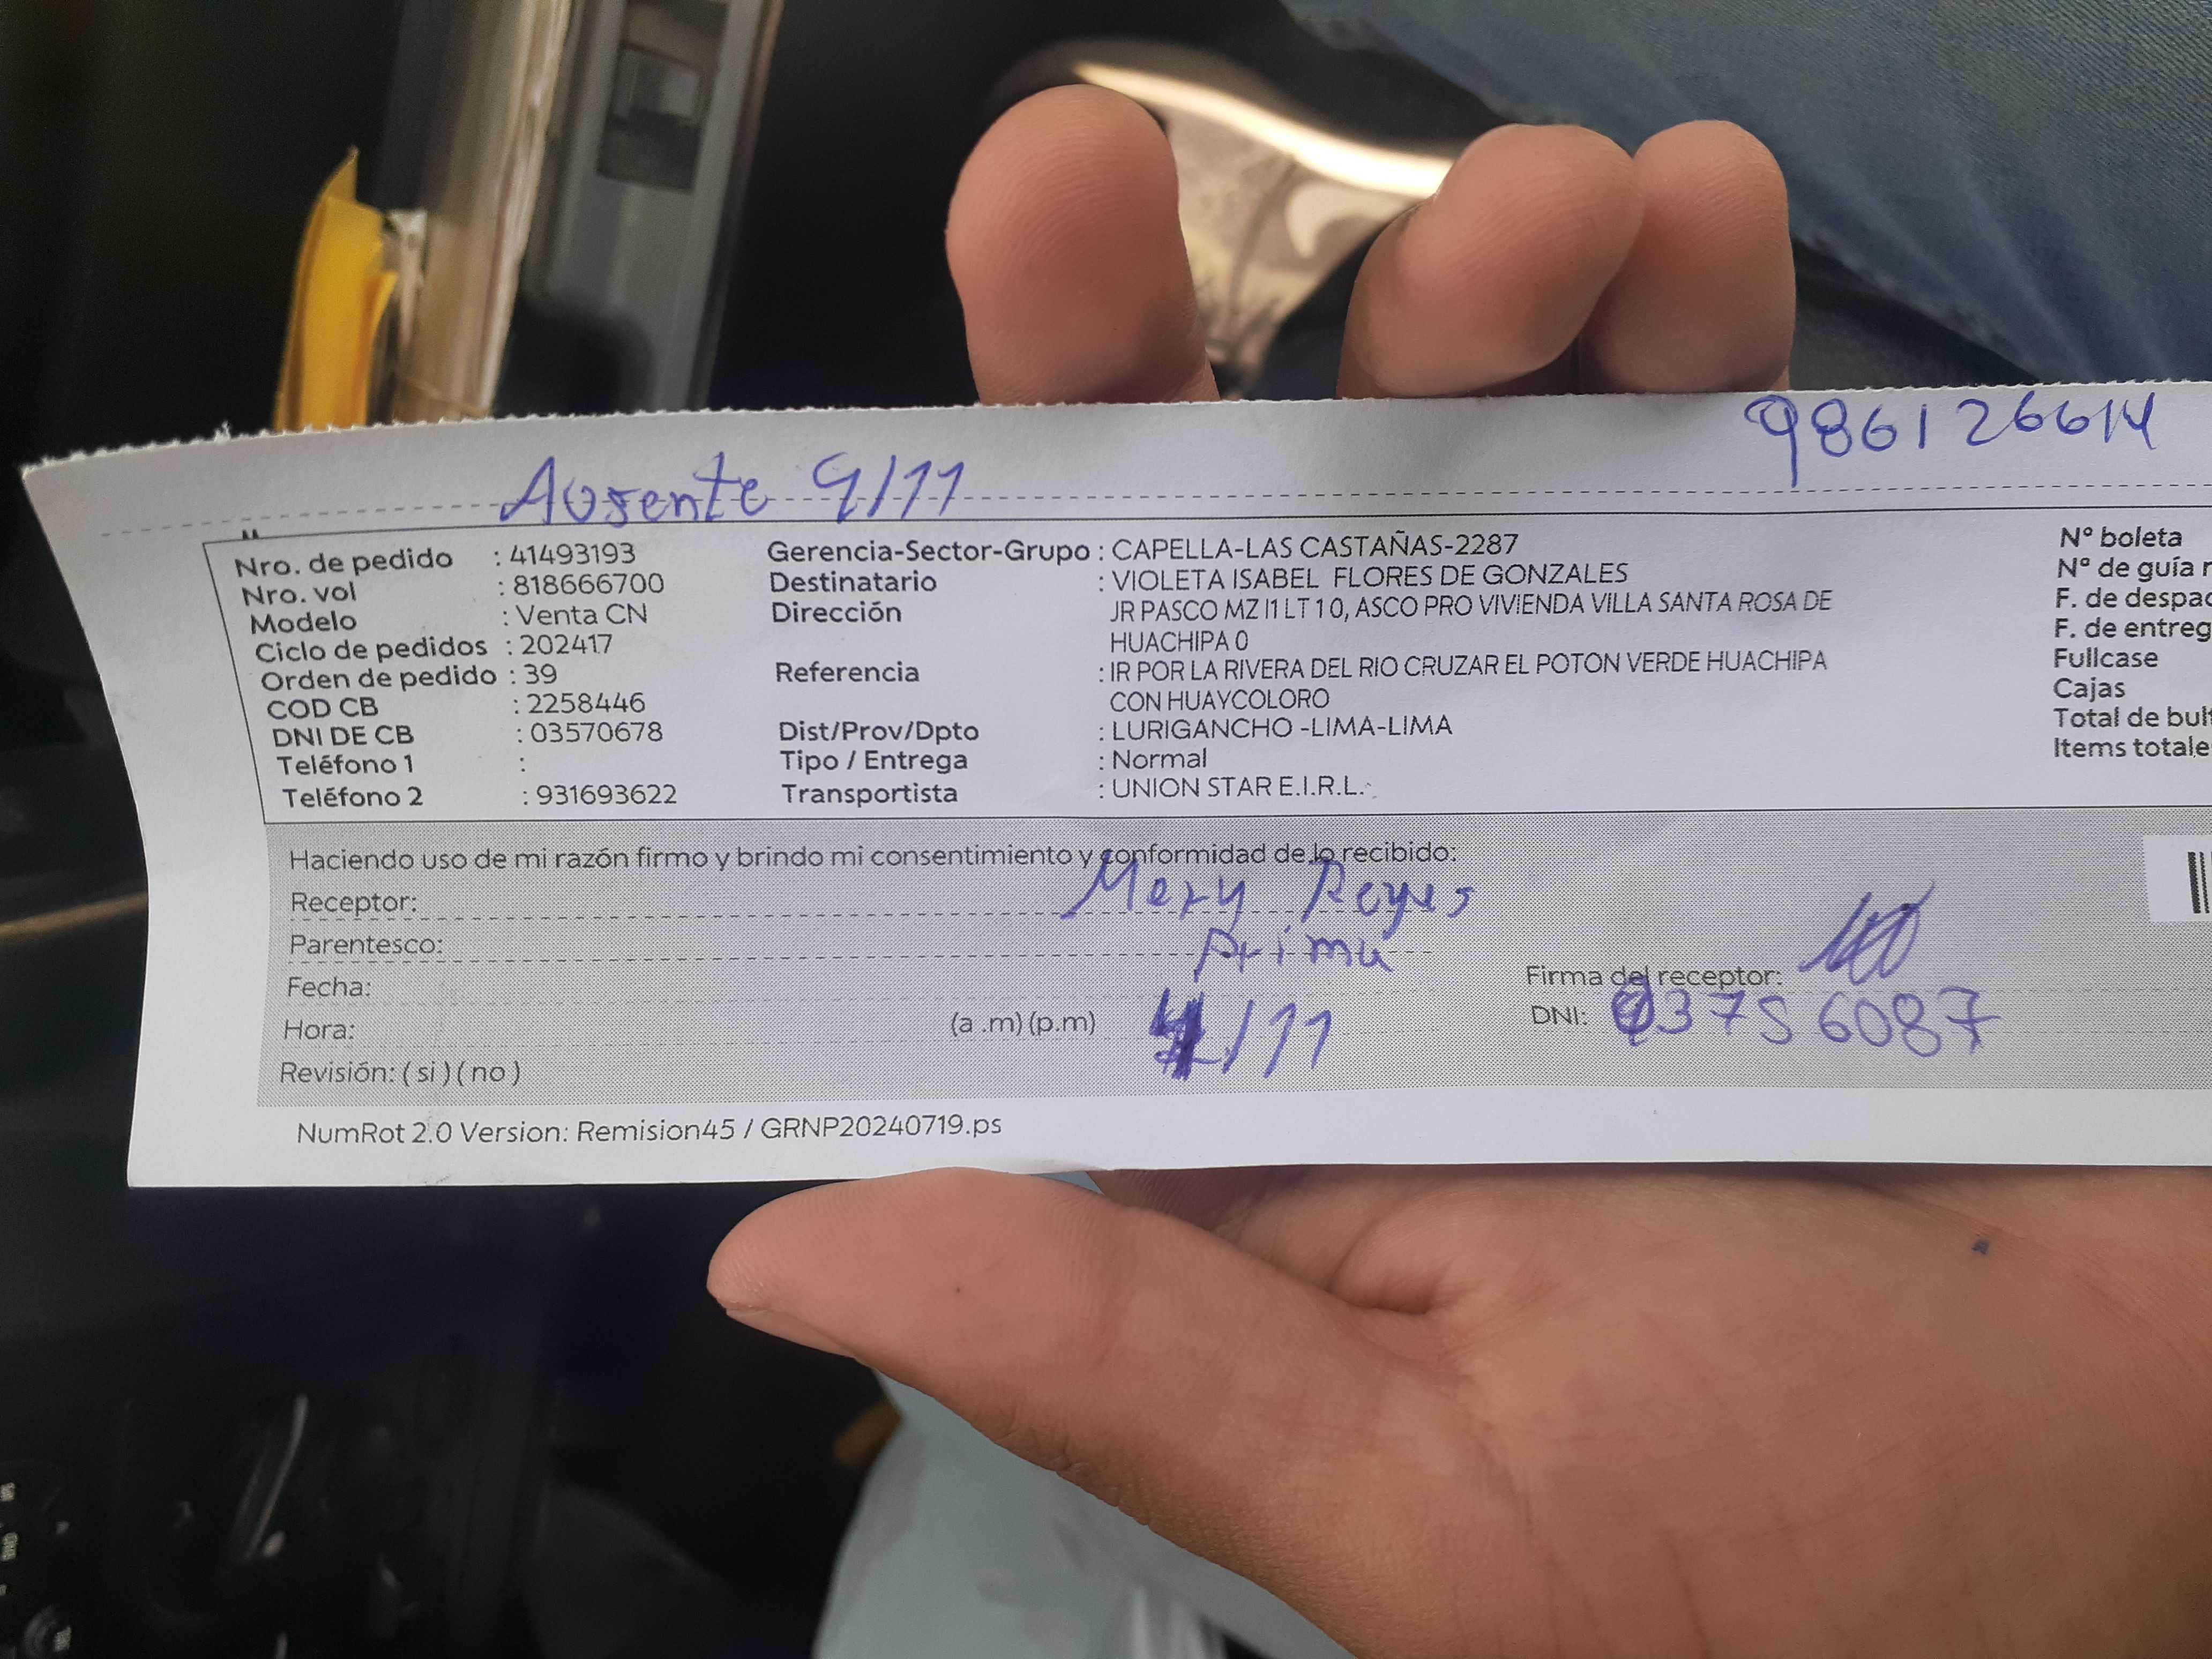 986126614
Ausente 9/11
Nro. de pedido : 41493193
Nro. vol : 818666700
Modelo : Venta CN
Ciclo de pedidos : 202417
Orden de pedido : 39
COD CB : 2258446
DNI DE CB : 03570678
Teléfono 1 :
Teléfono 2 : 931693622
Gerencia-Sector-Grupo : CAPELLA-LAS CASTAÑAS-2287
Destinatario : VIOLETA ISABEL FLORES DE GONZALES
Dirección JR PASCO MZ I1 LT 1 0, ASCO PRO VIVIENDA VILLA SANTA ROSA DE
HUACHIPA 0
Referencia : IR POR LA RIVERA DEL RIO CRUZAR EL POTON VERDE HUACHIPA
CON HUAYCOLORO
Dist/Prov/Dpto : LURIGANCHO -LIMA-LIMA
Tipo / Entrega : Normal
Transportista : UNION STAR E.I.R.L.
Nº boleta
Nº de guía r
F. de despac
F. de entreg
Fullcase
Cajas
Total de bult
Items totale
Haciendo uso de mi razón firmo y brindo mi consentimiento y conformidad de lo recibido:
Receptor: Mery Reyes
Parentesco: Prima
Fecha:
Firma del receptor:
Hora: (a .m) (p.m) /11
DNI: 3756087
Revisión: ( si ) ( no )
NumRot 2.0 Version: Remision45 / GRNP20240719.ps